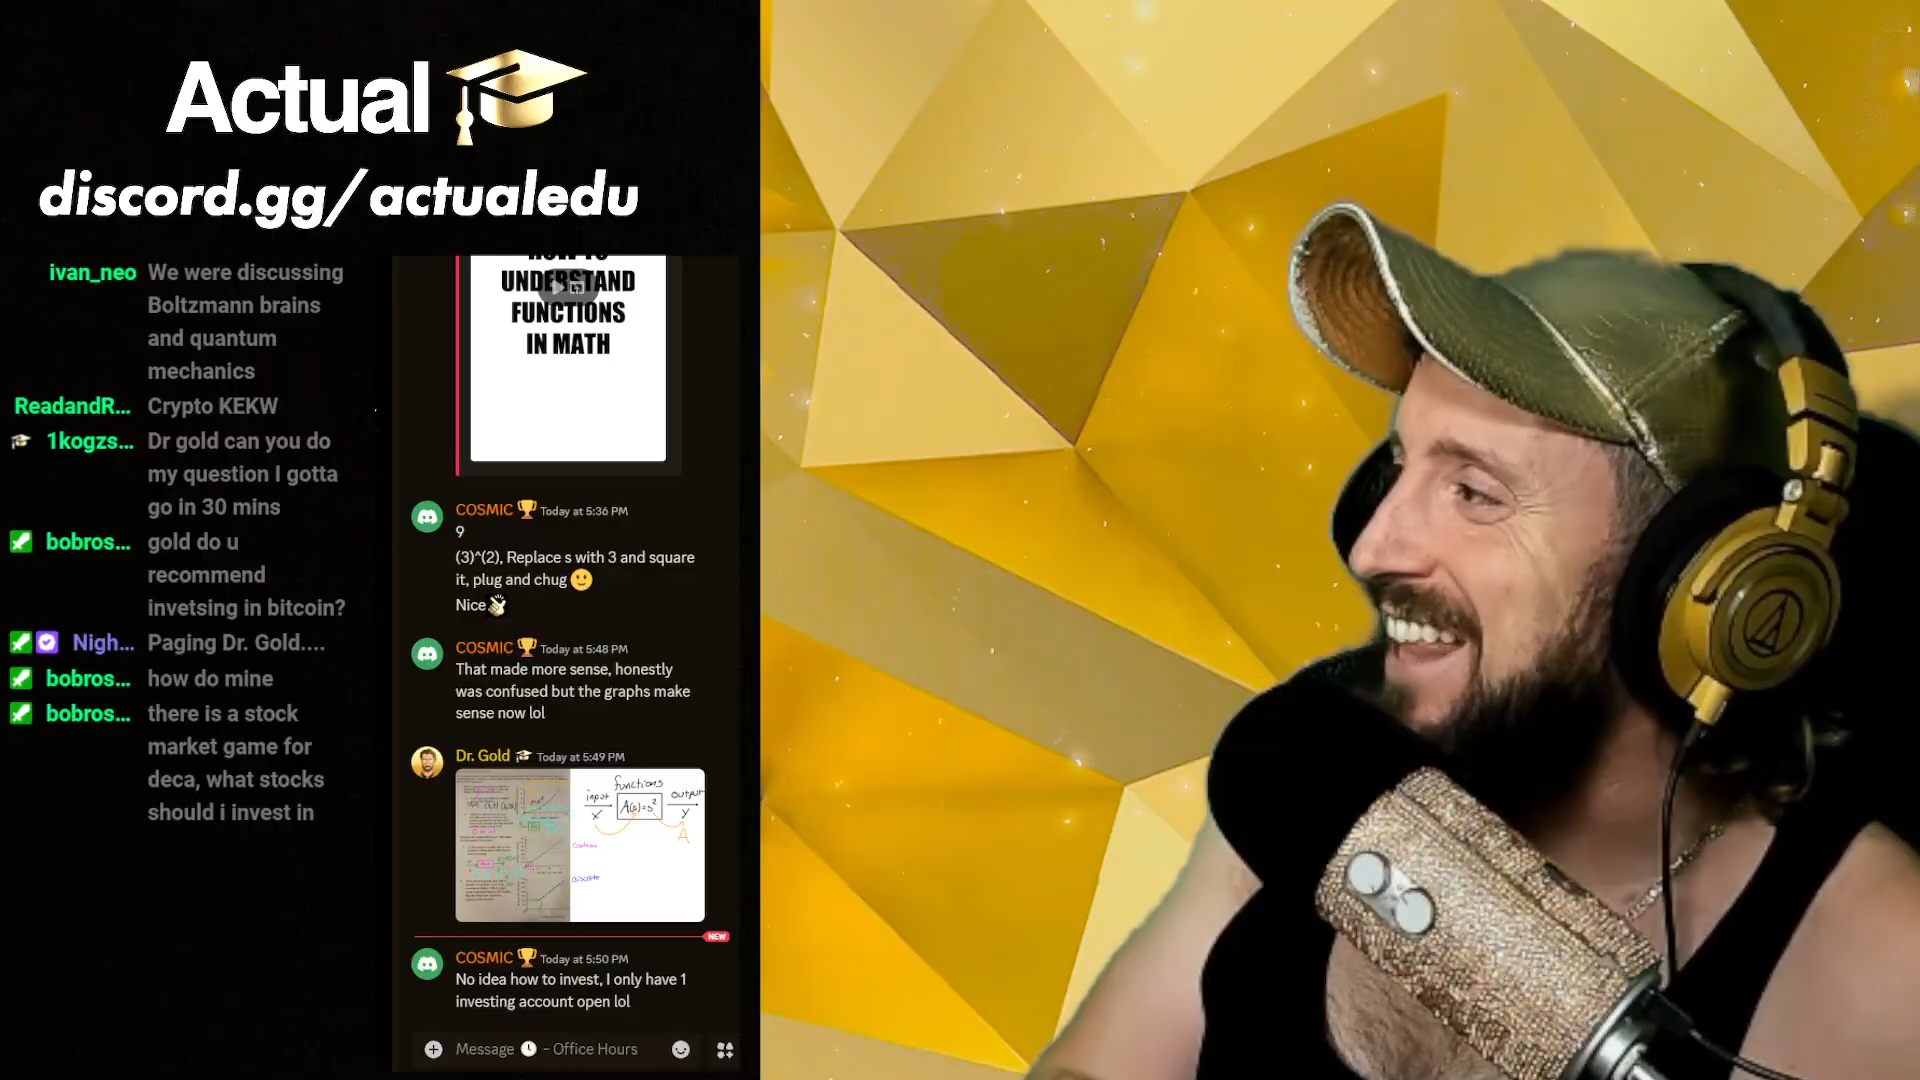 Actual
discord.gg/actualedu
ivan_neo We were discussing
Boltzmann brains
and quantum
mechanics
ReadandR... Crypto KEKW
1kogzs... Dr gold can you do
my question I gotta
go in 30 mins
bobros... gold do u
recommend
invetsing in bitcoin?
Nigh... Paging Dr. Gold....
bobros... how do mine
bobros... there is a stock
market game for
deca, what stocks
should i invest in
UNDERSTAND
FUNCTIONS
IN MATH
COSMIC Today at 5:36 PM
9
(3)^(2), Replace s with 3 and square
it, plug and chug
Nice
COSMIC Today at 5:48 PM
That made more sense, honestly
was confused but the graphs make
sense now lol
Dr. Gold Today at 5:49 PM
functions
input output
A(s)=s²
x y
A
Discrete
NEW
COSMIC Today at 5:50 PM
No idea how to invest, I only have 1
investing account open lol
Message - Office Hours